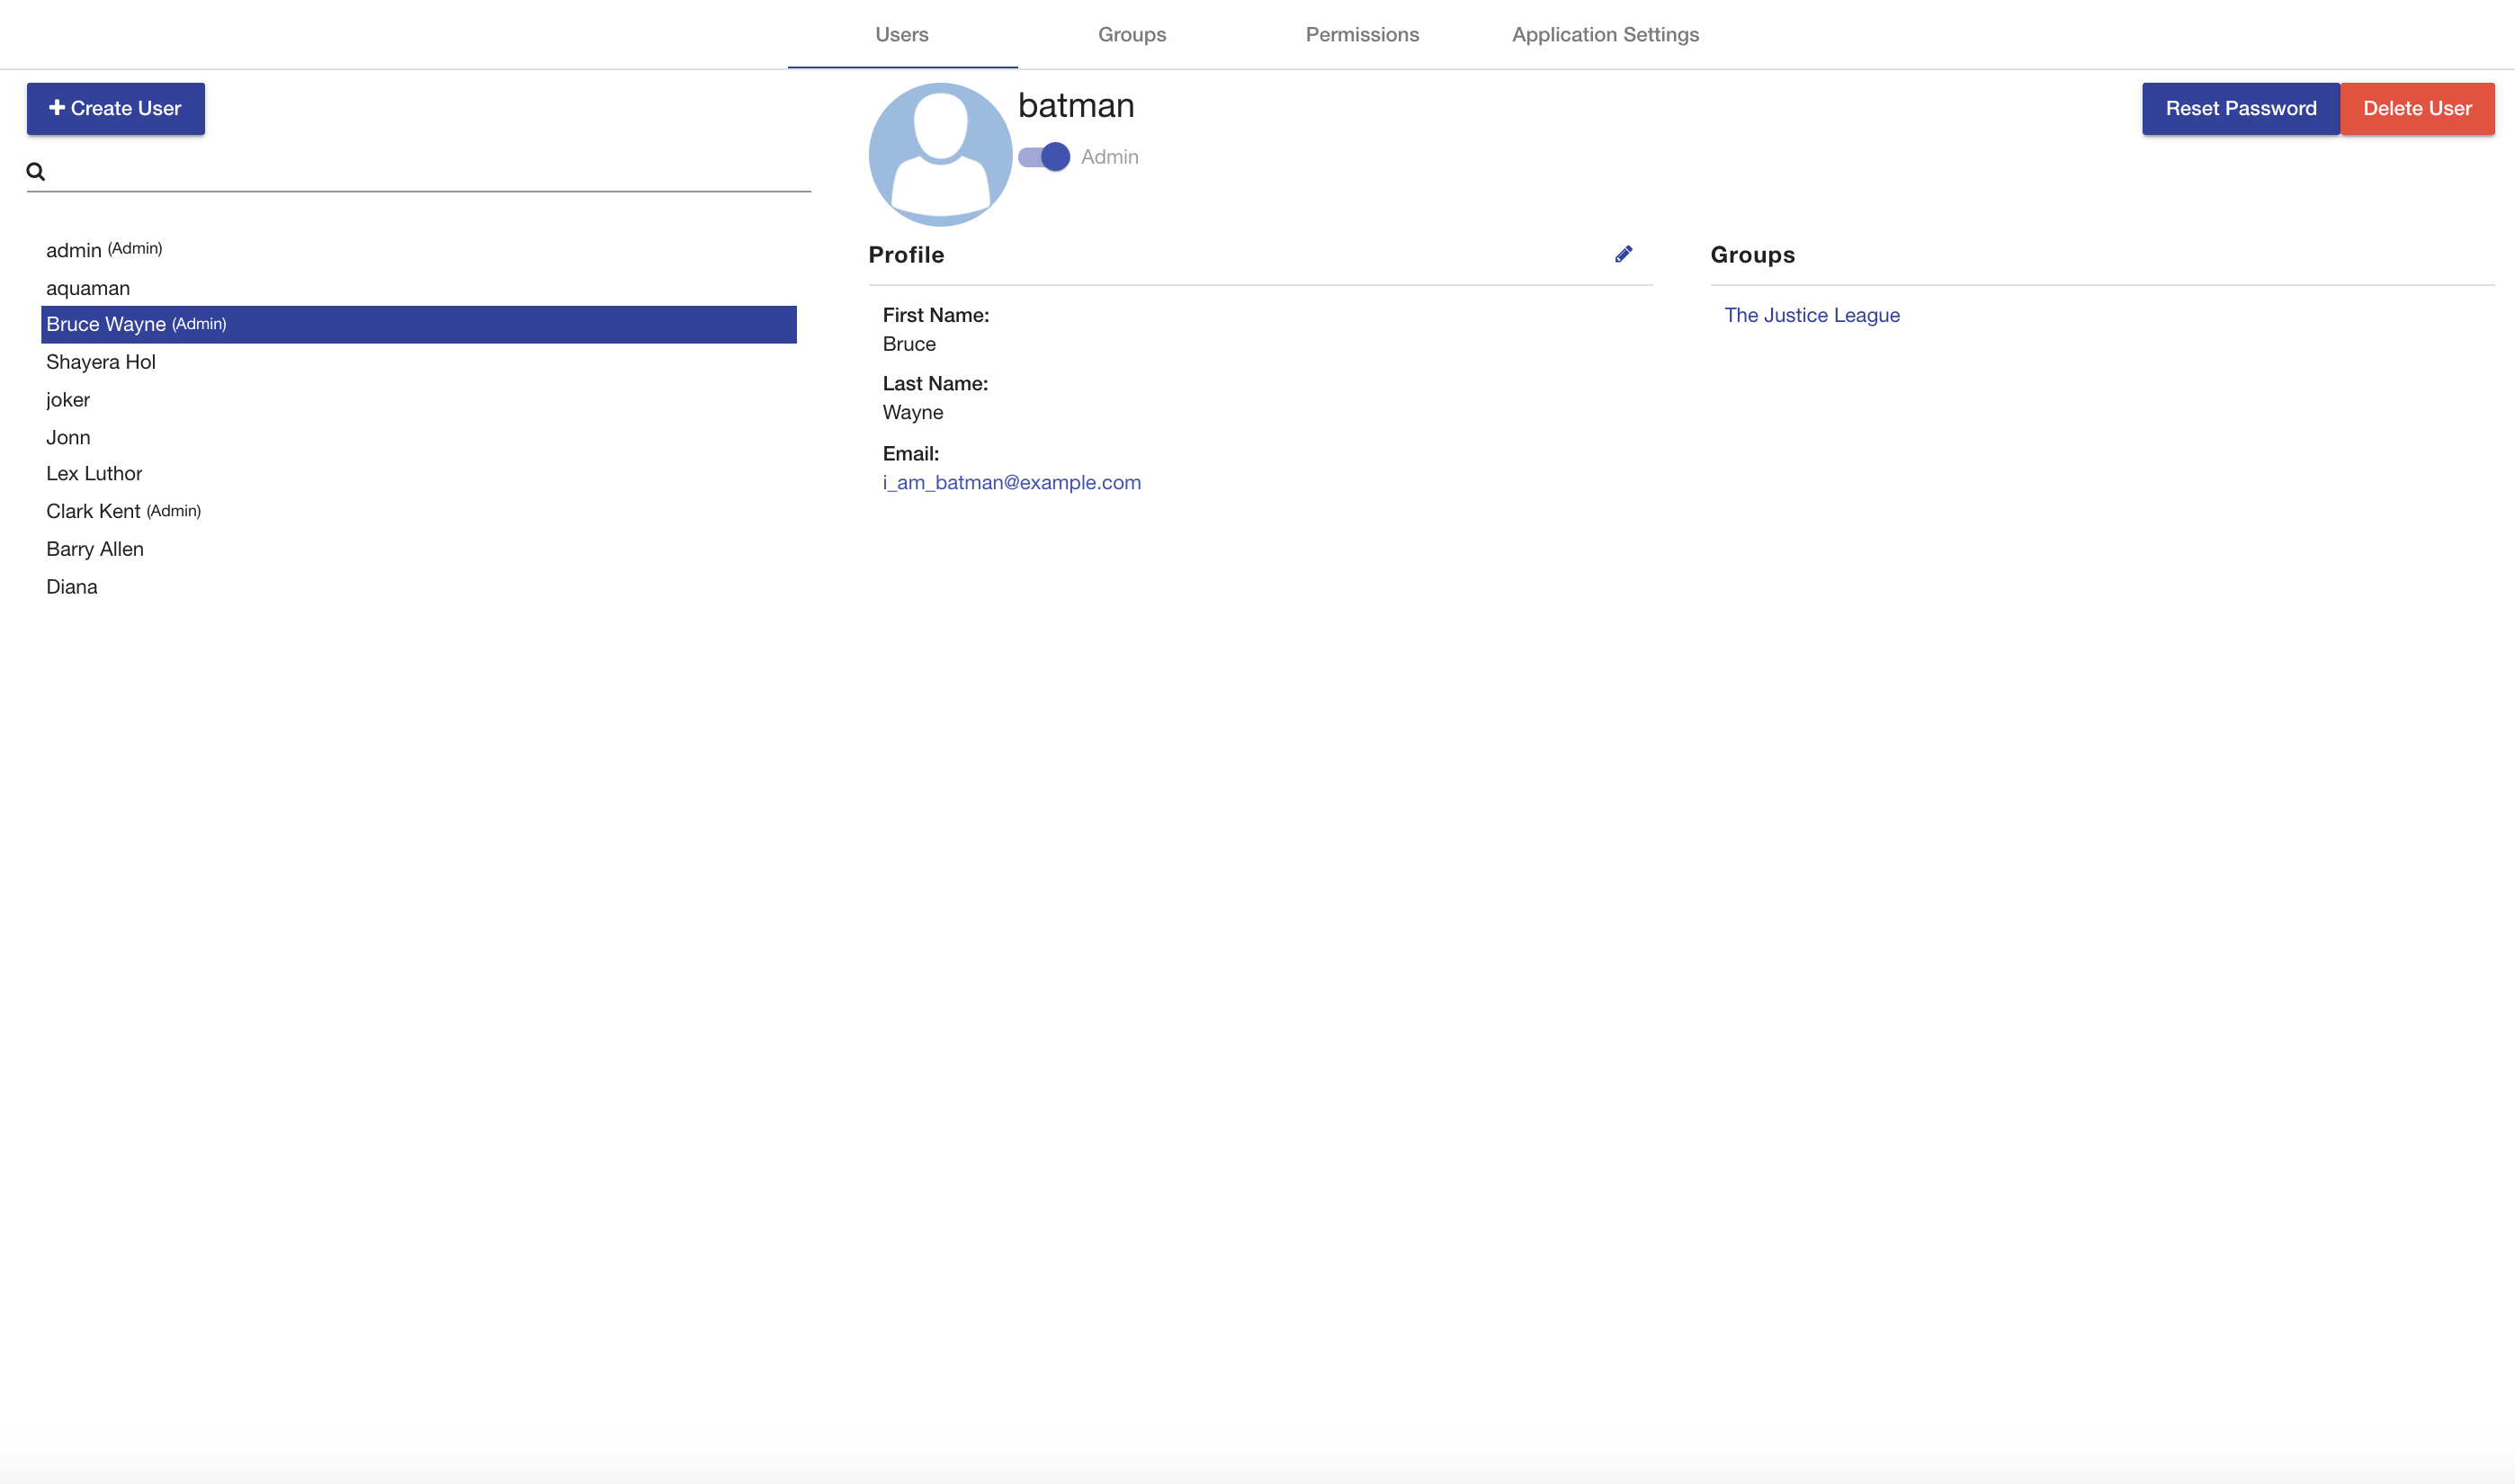 Users Groups Permissions Application Settings
Create User
admin (Admin)
aquaman
Bruce Wayne (Admin)
Shayera Hol
joker
Jonn
Lex Luthor
Clark Kent (Admin)
Barry Allen
Diana
batman
Admin
Reset Password Delete User
Profile
First Name:
Bruce
Last Name:
Wayne
Email:
i_am_batman@example.com
Groups
The Justice League